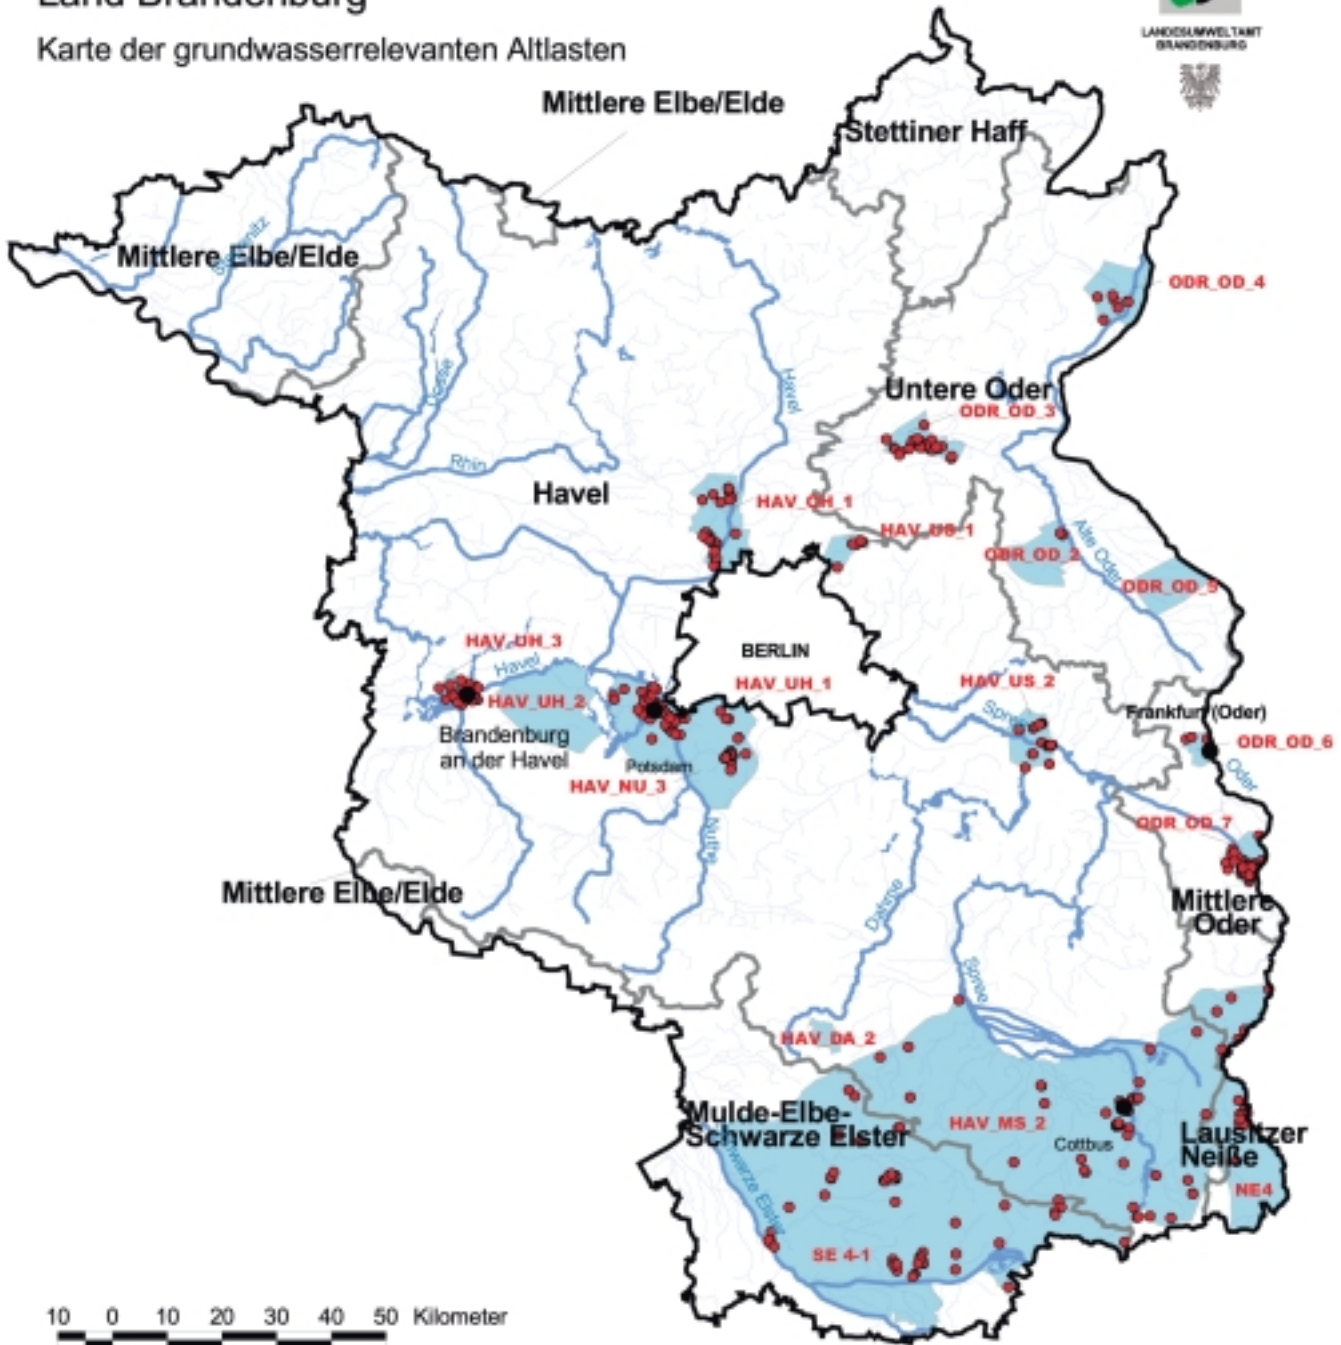 Land Brandenburg
Karte der grundwasserrelevanten Altlasten
LANDESUMWELTAMT
BRANDENBURG
Mittlere Elbe/Elde
Stettiner Haff
Mittlere Elbe/Elde
ODR_OD_4
Dosse
Havel
Untere Oder
ODR_OD_3
Rhin
Havel
HAV_OH_1
HAV_US_1
ODR_OD_2
Alte Oder
ODR_OD_5
HAV_UH_3
Havel
BERLIN
HAV_UH_1
HAV_US_2
HAV_UH_2
Spree
Frankfurt (Oder)
Brandenburg
an der Havel
Potsdam
ODR_OD_6
Oder
HAV_NU_3
Nuthe
ODR_OD_7
Mittlere Elbe/Elde
Dahme
Mittlere
Oder
Spree
HAV_DA_2
Mulde-Elbe-
Schwarze Elster
HAV_MS_2
Cottbus
Lausitzer
Neiße
NE4
Schwarze Elster
SE 4-1
10 0 10 20 30 40 50 Kilometer